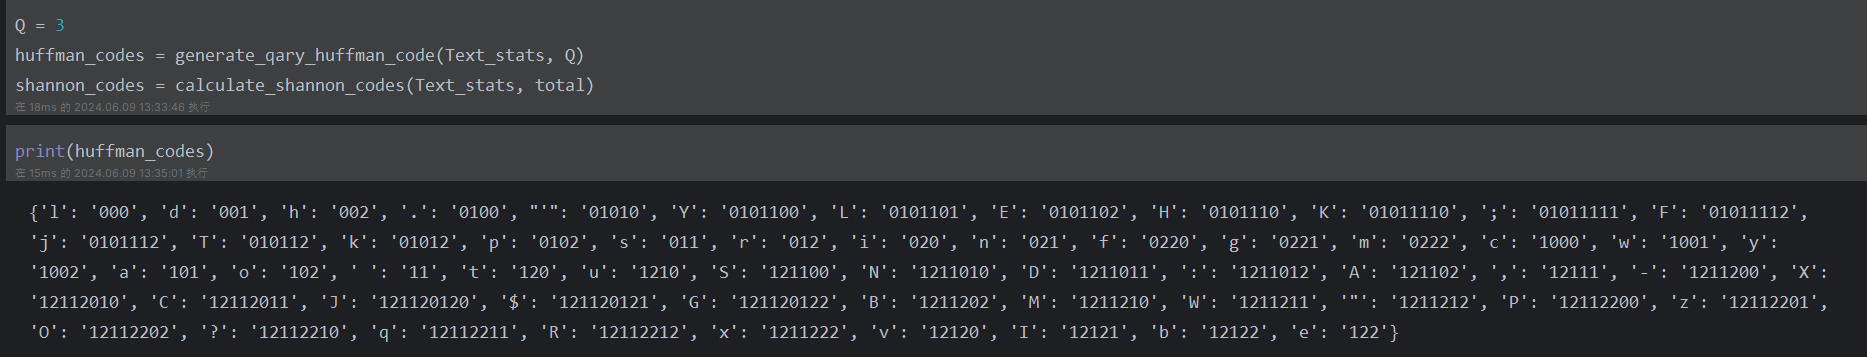 Q = 3
huffman_codes = generate_qary_huffman_code(Text_stats, Q)
shannon_codes = calculate_shannon_codes(Text_stats, total)
在 18ms 的 2024.06.09 13:33:46 执行
print(huffman_codes)
在 15ms 的 2024.06.09 13:35:01 执行
{'l': '000', 'd': '001', 'h': '002', '.': '0100', "'": '01010', 'Y': '0101100', 'L': '0101101', 'E': '0101102', 'H': '0101110', 'K': '01011110', ';': '01011111', 'F': '01011112',
'j': '0101112', 'T': '010112', 'k': '01012', 'p': '0102', 's': '011', 'r': '012', 'i': '020', 'n': '021', 'f': '0220', 'g': '0221', 'm': '0222', 'c': '1000', 'w': '1001', 'y':
'1002', 'a': '101', 'o': '102', ' ': '11', 't': '120', 'u': '1210', 'S': '121100', 'N': '1211010', 'D': '1211011', ':': '1211012', 'A': '121102', ',': '12111', '-': '1211200', 'X':
'12112010', 'C': '12112011', 'J': '121120120', '$': '121120121', 'G': '121120122', 'B': '1211202', 'M': '1211210', 'W': '1211211', '"': '1211212', 'P': '12112200', 'z': '12112201',
'O': '12112202', '?': '12112210', 'q': '12112211', 'R': '12112212', 'x': '1211222', 'v': '12120', 'I': '12121', 'b': '12122', 'e': '122'}